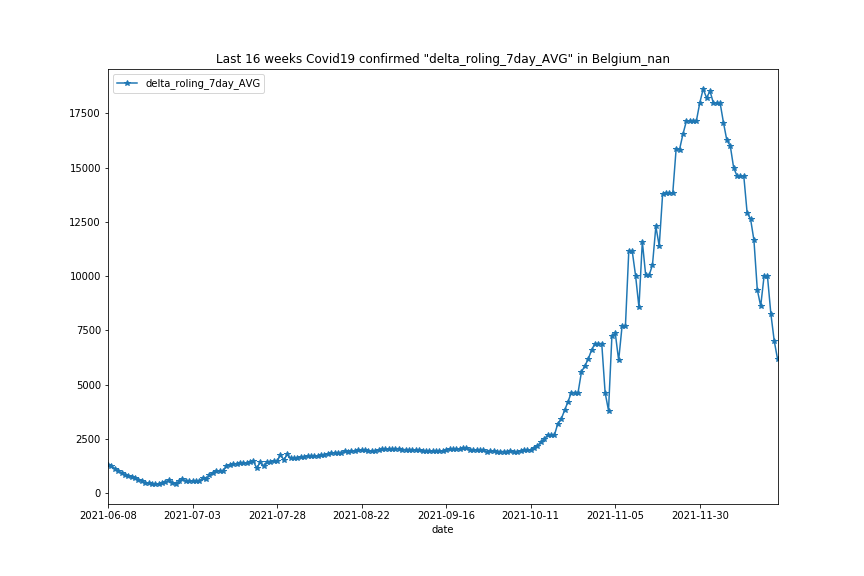 Last 16 weeks Covid19 confirmed "delta_roling_7day_AVG" in Belgium_nan
delta_roling_7day_AVG
17500
15000
12500
10000
7500
5000
2500
0
2021-06-08 2021-07-03 2021-07-28 2021-08-22 2021-09-16 2021-10-11 2021-11-05 2021-11-30
date